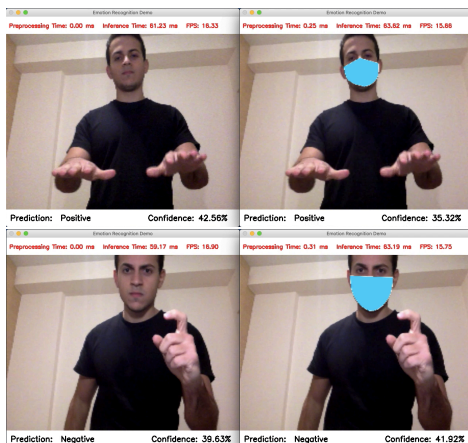 Emotion Recognition Demo
Preprocessing Time: 0.00 ms Inference Time: 61.23 ms FPS: 16.33
Prediction: Positive Confidence: 42.56%
Emotion Recognition Demo
Preprocessing Time: 0.25 ms Inference Time: 63.62 ms FPS: 15.66
Prediction: Positive Confidence: 35.32%
Emotion Recognition Demo
Preprocessing Time: 0.00 ms Inference Time: 59.17 ms FPS: 16.90
Prediction: Negative Confidence: 39.63%
Emotion Recognition Demo
Preprocessing Time: 0.31 ms Inference Time: 63.19 ms FPS: 15.75
Prediction: Negative Confidence: 41.92%